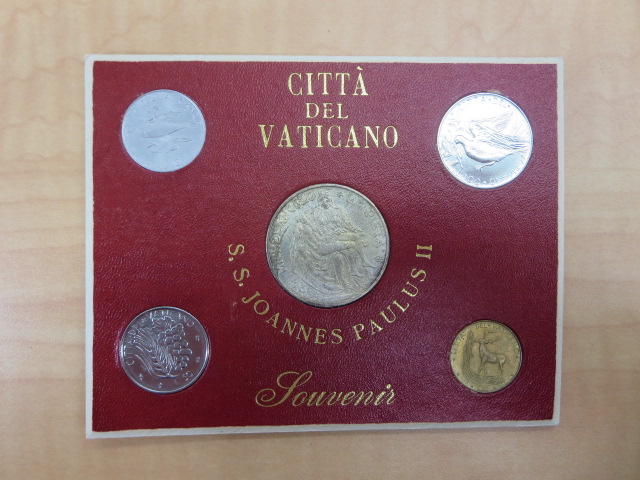 CITTÀ
DEL
VATICANO
S. S. JOANNES PAULUS II
Souvenir